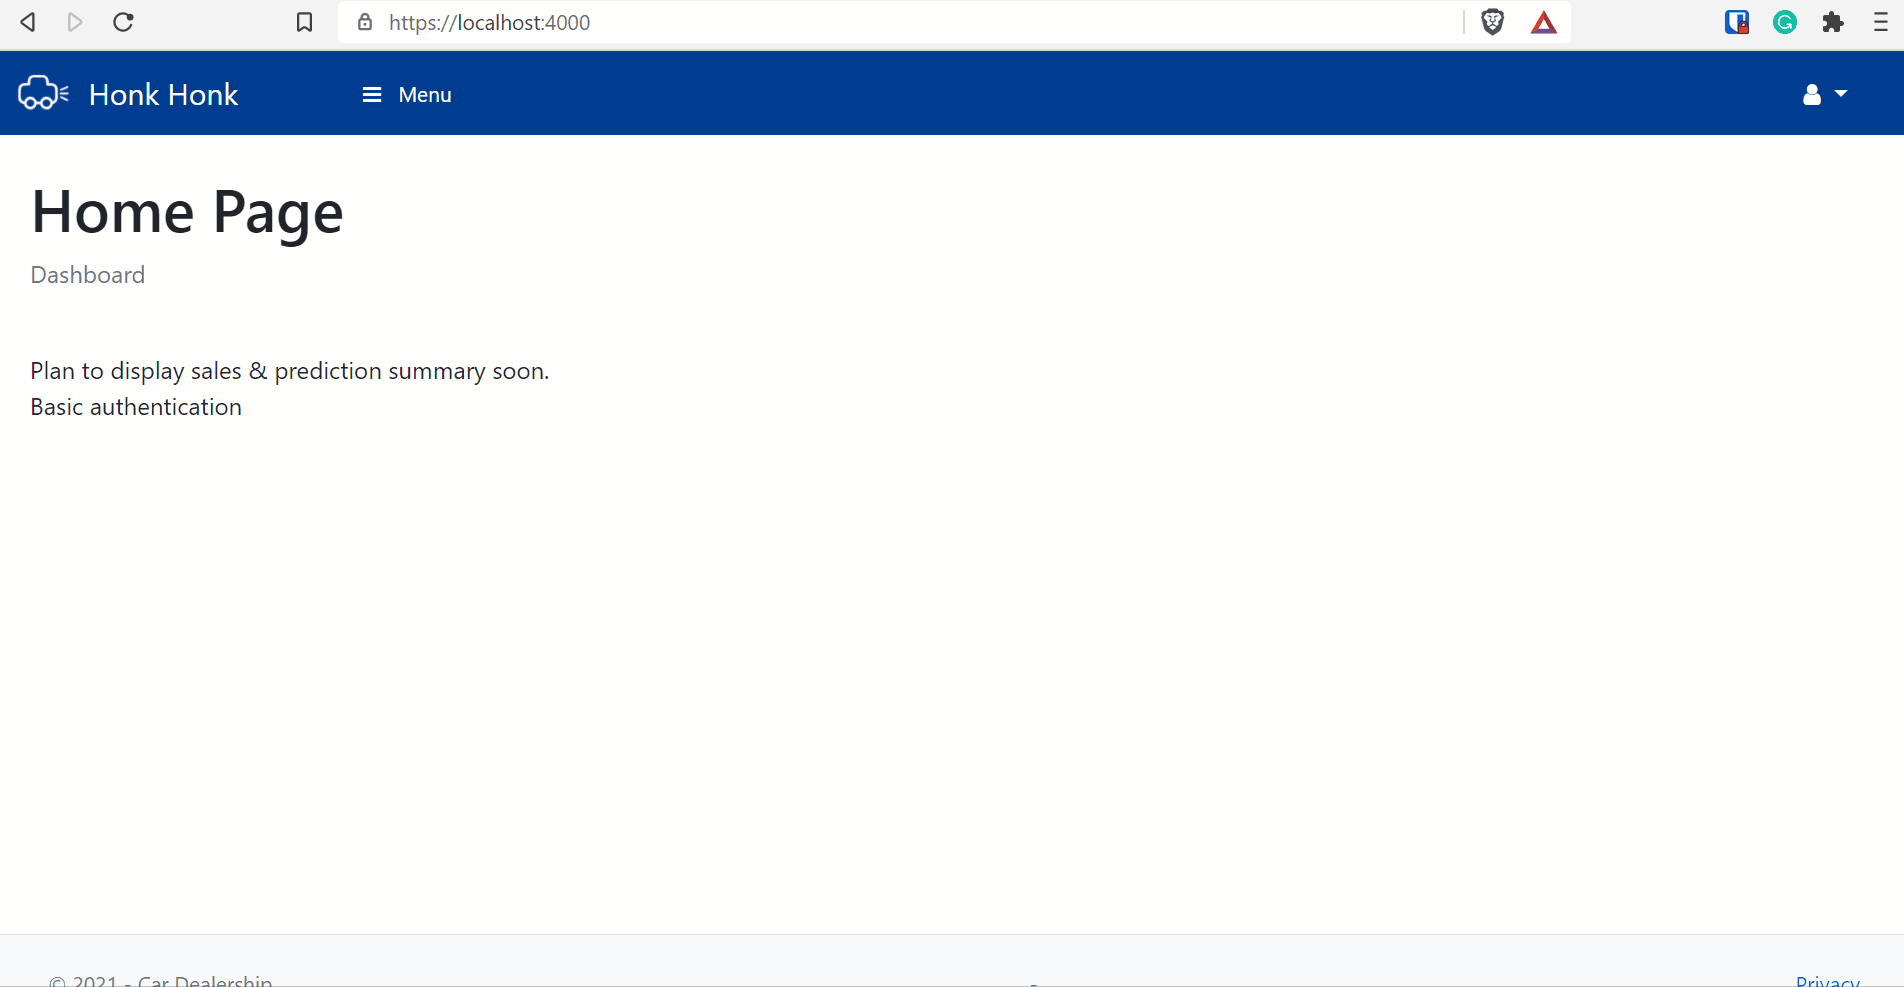 https://localhost:4000
Honk Honk
Menu
Home Page
Dashboard
Plan to display sales & prediction summary soon.
Basic authentication
© 2021 - Car Dealership
-
Privacy